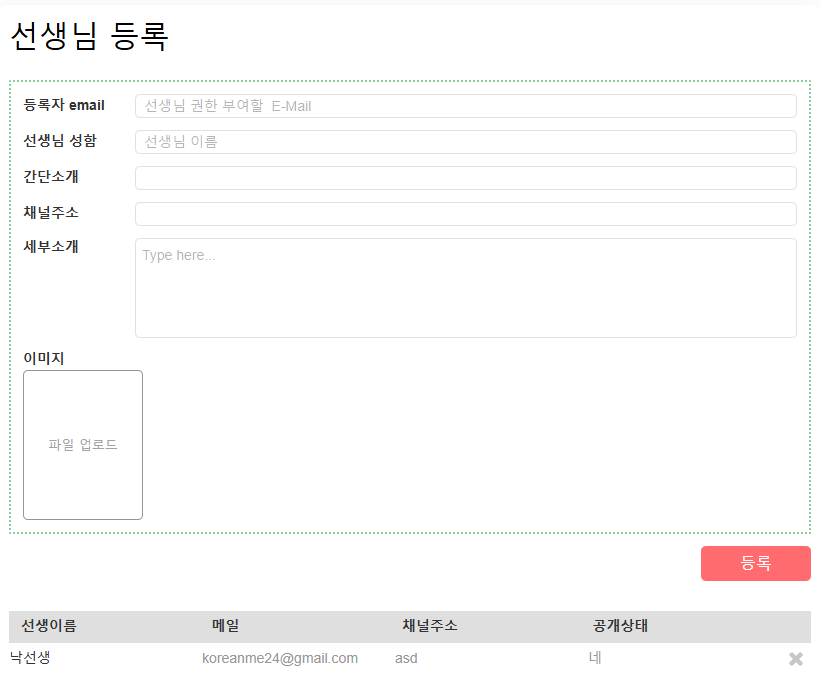 선생님 등록
등록자 email 선생님 권한 부여할 E-Mail
선생님 성함 선생님 이름
간단소개
채널주소
세부소개 Type here...
이미지
파일 업로드
등록
선생이름 메일 채널주소 공개상태
낙선생 koreanme24@gmail.com asd 네